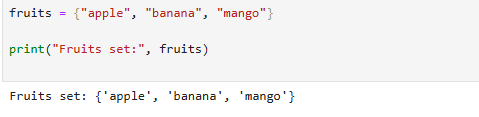 fruits = {"apple", "banana", "mango"}
print("Fruits set:", fruits)
Fruits set: {'apple', 'banana', 'mango'}